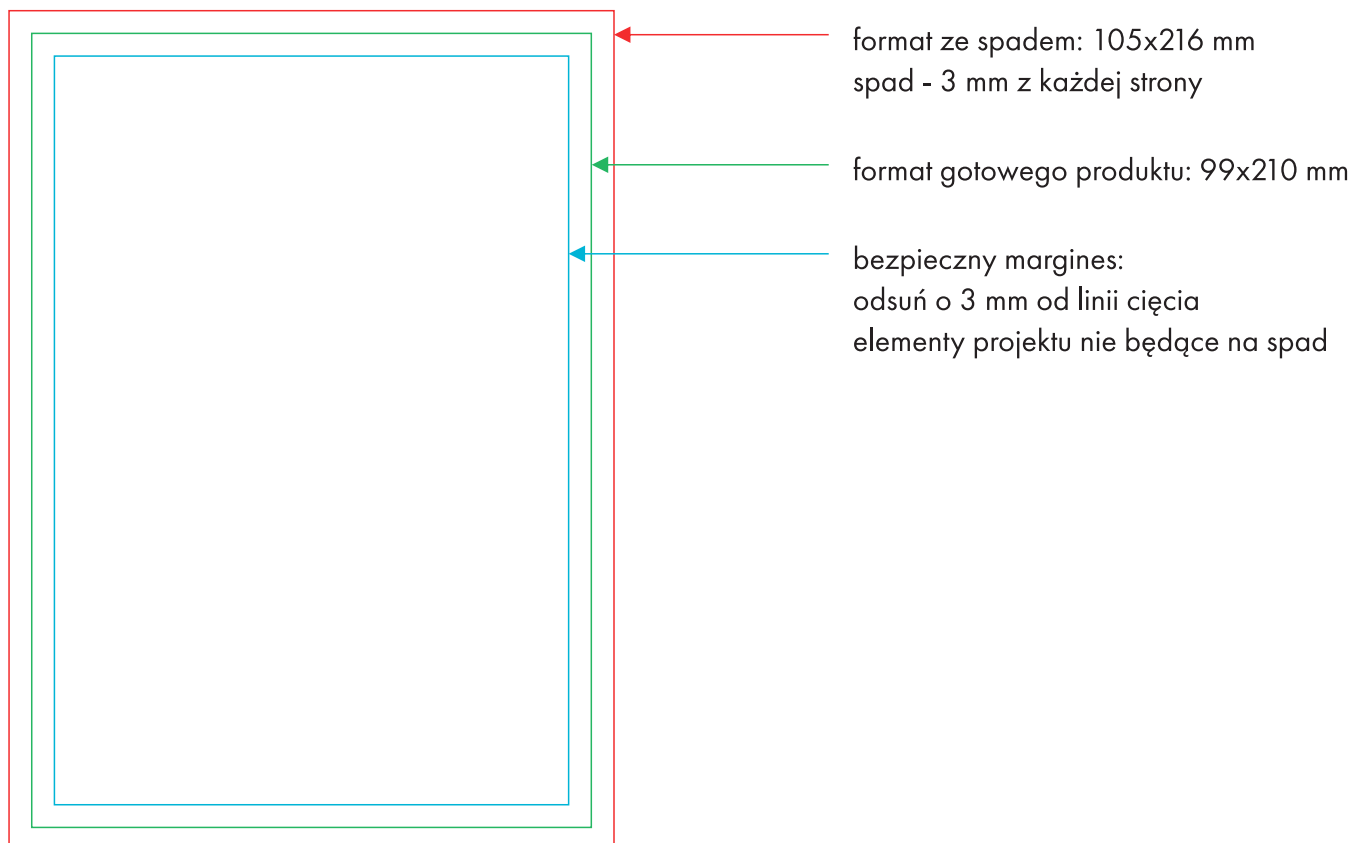 format ze spadem: 105x216 mm
spad - 3 mm z każdej strony
format gotowego produktu: 99x210 mm
bezpieczny margines:
odsuń o 3 mm od linii cięcia
elementy projektu nie będące na spad